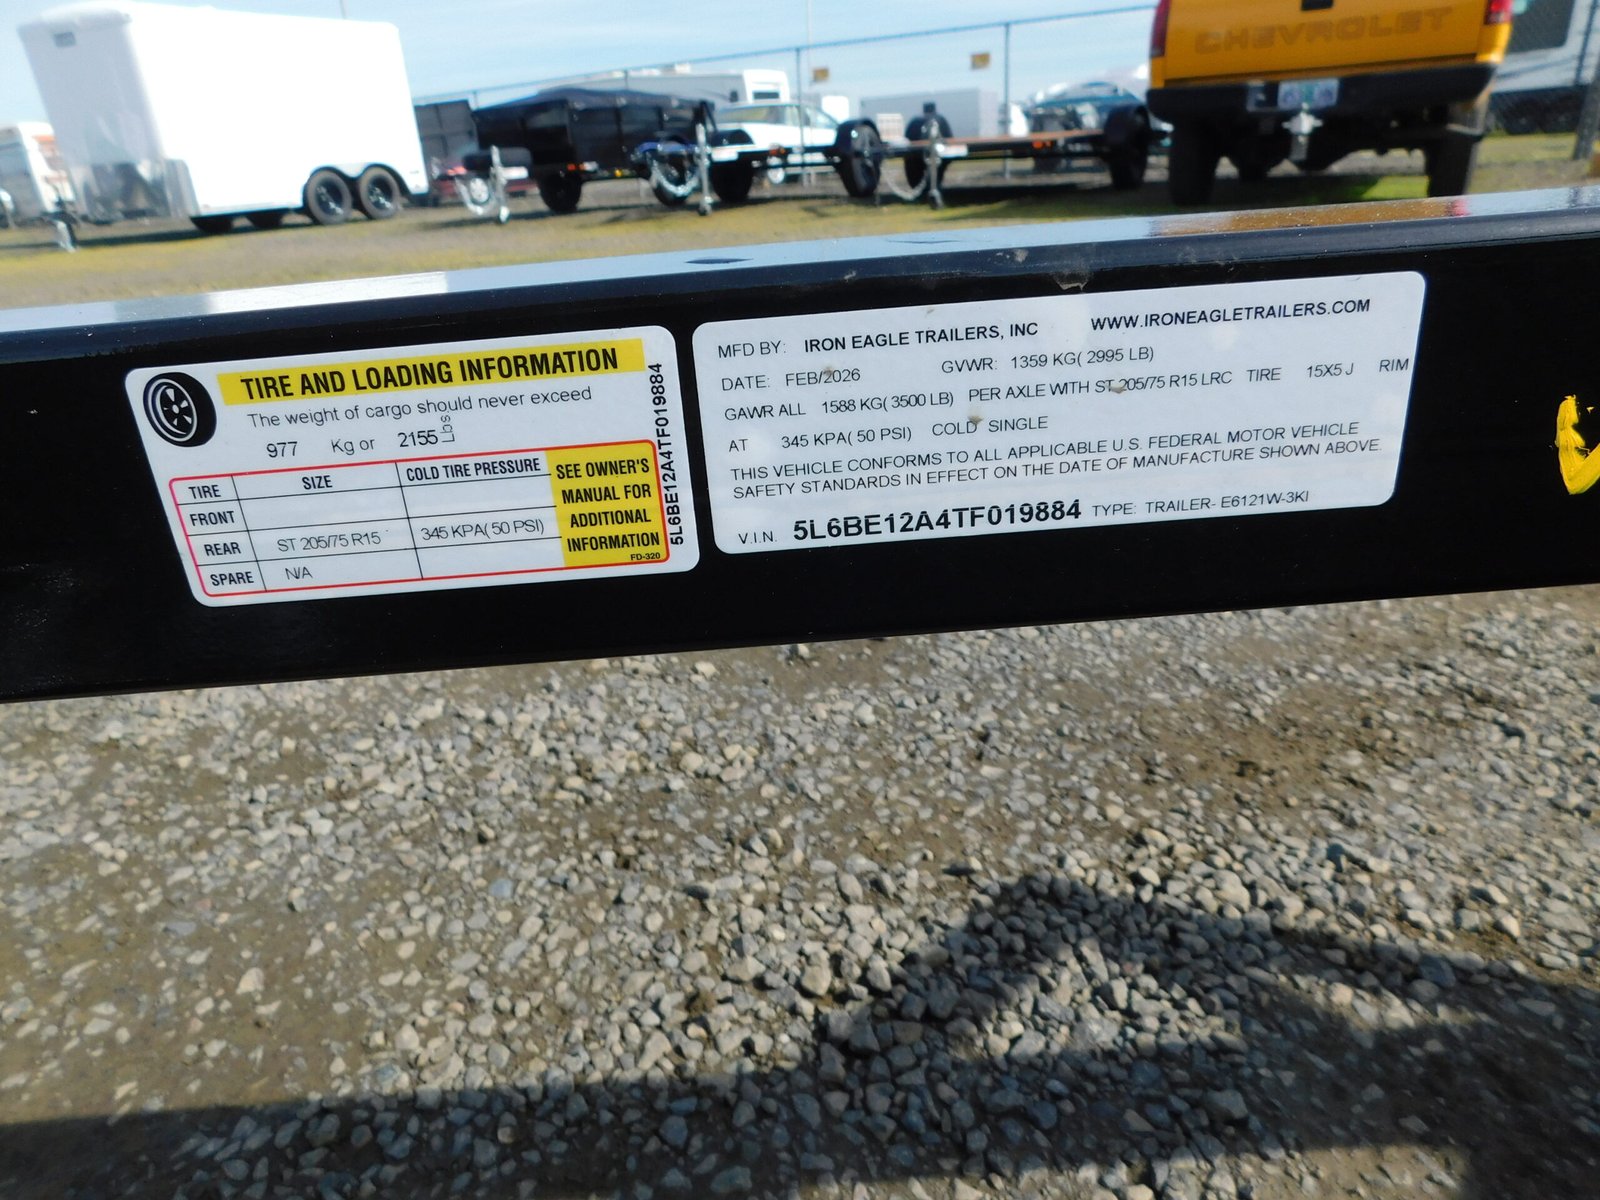 CHEVROLET
TIRE AND LOADING INFORMATION
The weight of cargo should never exceed
977 Kg or 2155 Lbs
TIRE SIZE COLD TIRE PRESSURE
FRONT
REAR ST 205/75 R15 345 KPA( 50 PSI)
SPARE N/A
SEE OWNER'S
MANUAL FOR
ADDITIONAL
INFORMATION
FD-320
5L6BE12A4TF019884
MFD BY: IRON EAGLE TRAILERS, INC WWW.IRONEAGLETRAILERS.COM
DATE: FEB/2026 GVWR: 1359 KG( 2995 LB)
GAWR ALL 1588 KG( 3500 LB) PER AXLE WITH ST 205/75 R15 LRC TIRE 15X5 J RIM
AT 345 KPA( 50 PSI) COLD SINGLE
THIS VEHICLE CONFORMS TO ALL APPLICABLE U.S. FEDERAL MOTOR VEHICLE
SAFETY STANDARDS IN EFFECT ON THE DATE OF MANUFACTURE SHOWN ABOVE.
V.I.N. 5L6BE12A4TF019884 TYPE: TRAILER- E6121W-3KI